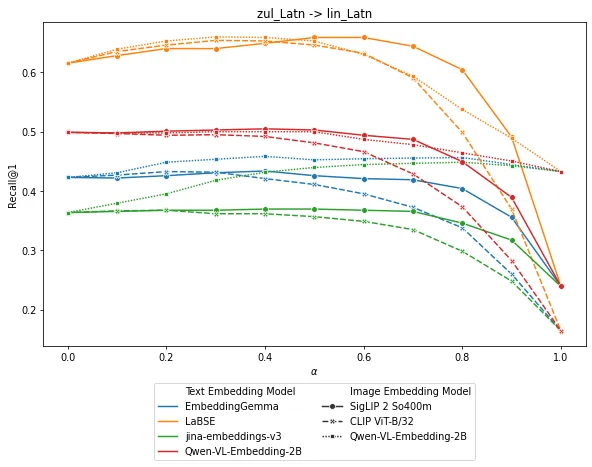 zul_Latn -> lin_Latn
Recall@1
0.6
0.5
0.4
0.3
0.2
0.0 0.2 0.4 0.6 0.8 1.0
α
Text Embedding Model Image Embedding Model
EmbeddingGemma SigLIP 2 So400m
LaBSE CLIP ViT-B/32
jina-embeddings-v3 Qwen-VL-Embedding-2B
Qwen-VL-Embedding-2B